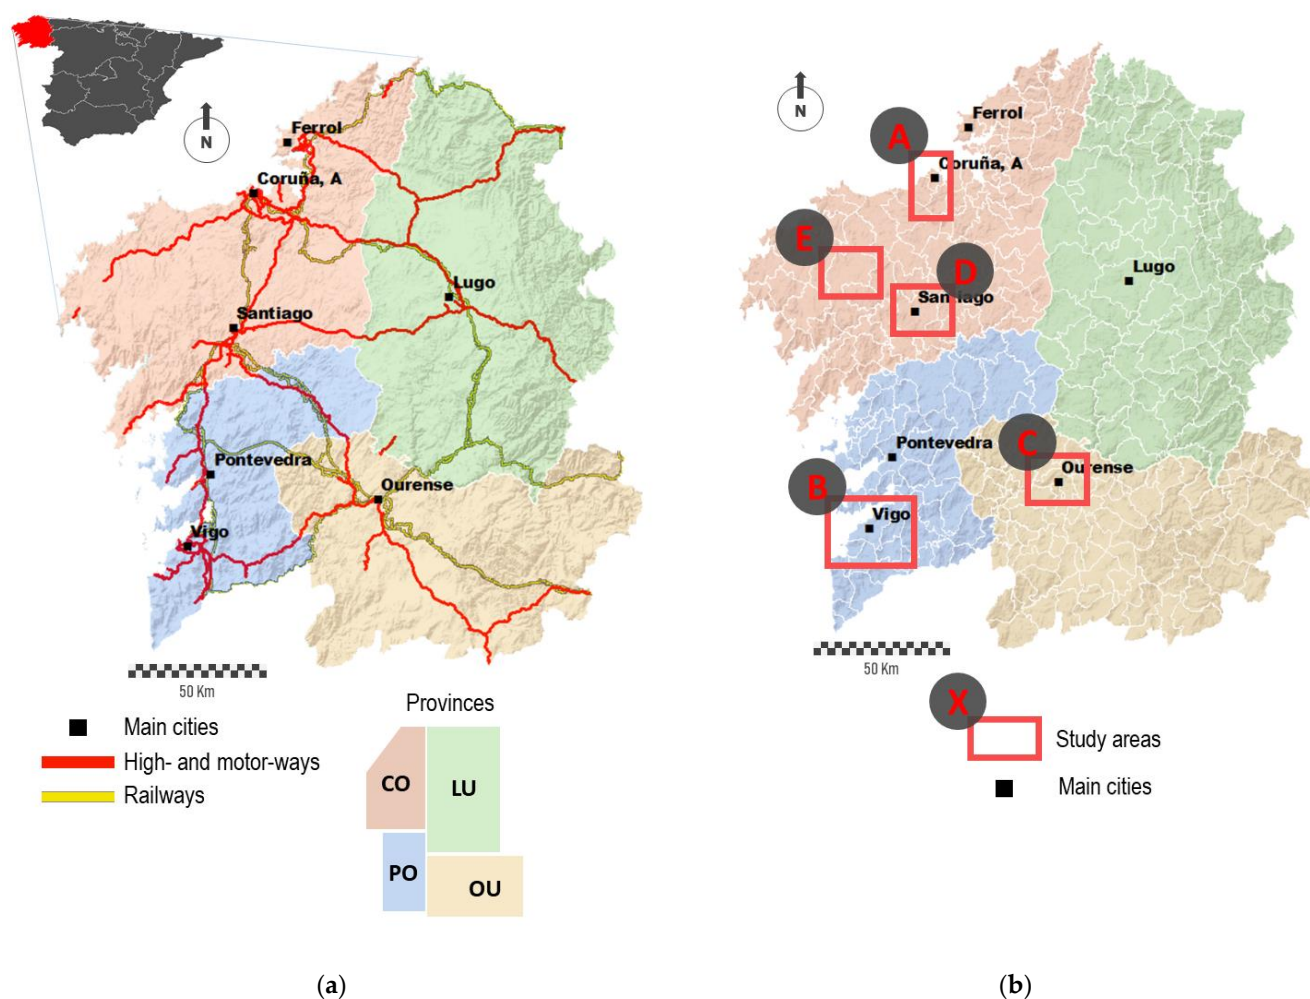 N
Ferrol
Coruña, A
Lugo
Santiago
Pontevedra
Ourense
Vigo
50 Km
Main cities
High- and motor-ways
Railways
Provinces
CO
LU
PO
OU
(a)
N
A
Ferrol
Coruña, A
E
D
Lugo
Santiago
C
Pontevedra
Ourense
B
Vigo
50 Km
X
Study areas
Main cities
(b)